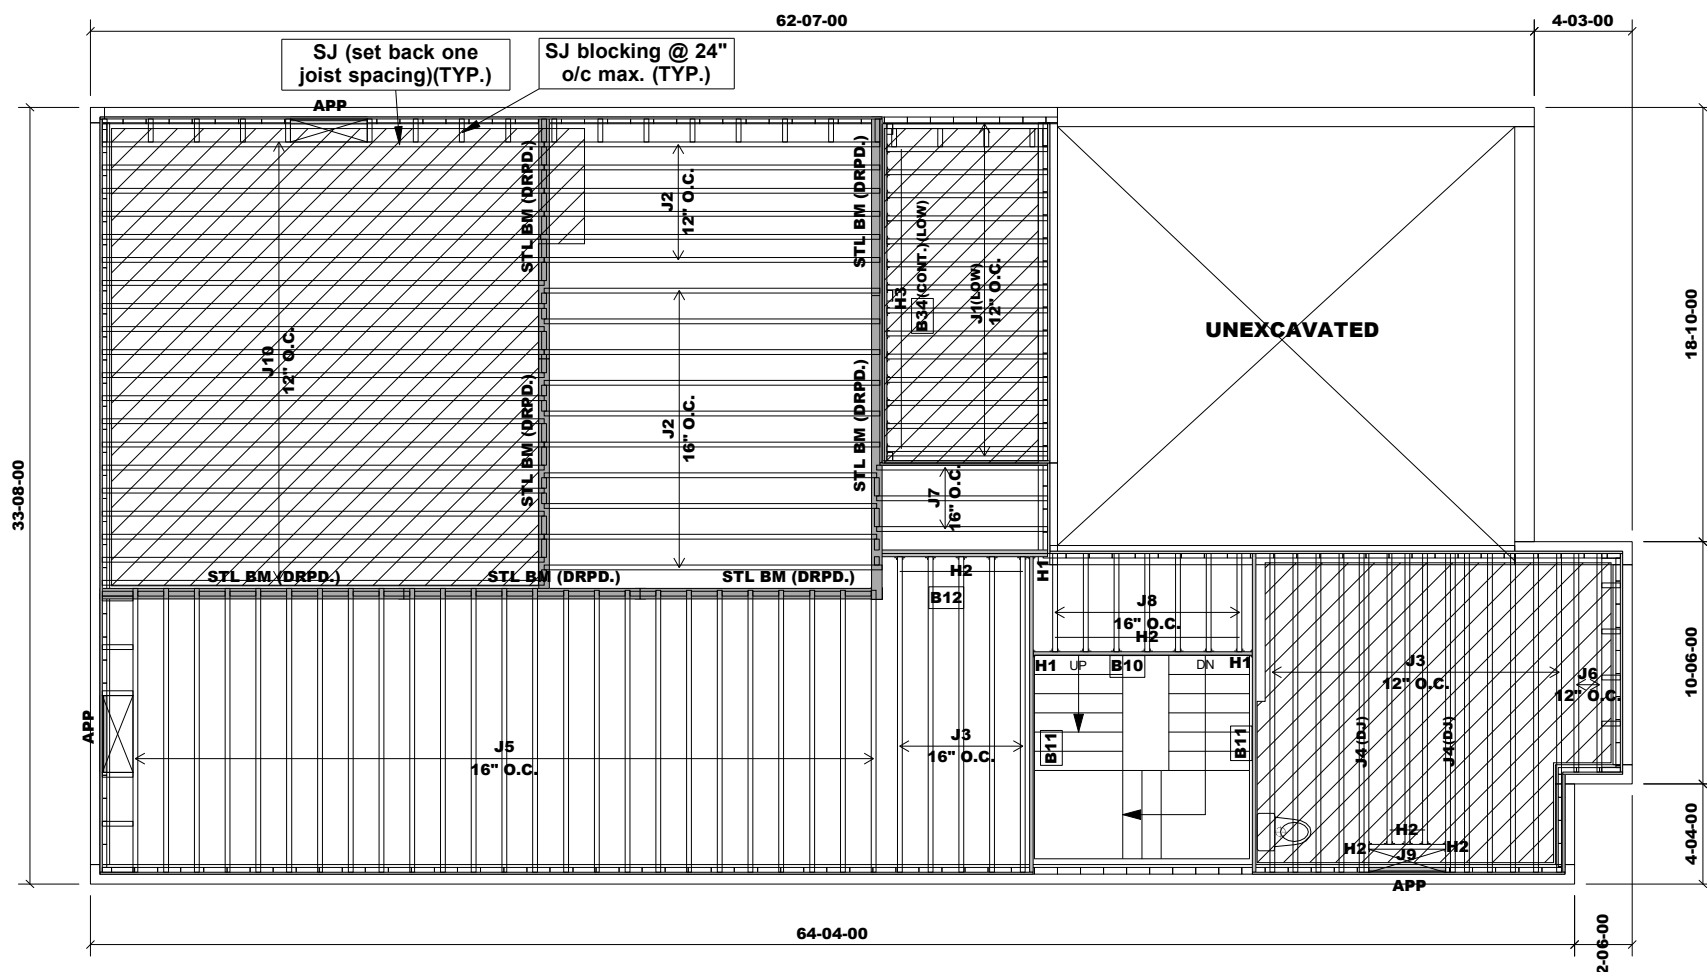 62-07-00
4-03-00
SJ (set back one
joist spacing)(TYP.)
SJ blocking @ 24"
o/c max. (TYP.)
APP
STL BM (DRPD.)
J2
12" O.C.
STL BM (DRPD.)
H3
B34(CONT.)(LOW)
J1(LOW)
12" O.C.
UNEXCAVATED
18-10-00
J10
12" O.C.
33-08-00
STL BM (DRPD.)
J2
16" O.C.
STL BM (DRPD.)
J7
16" O.C.
STL BM (DRPD.)
STL BM (DRPD.)
STL BM (DRPD.)
H2
B12
H1
J8
16" O.C.
H2
H1
UP
B10
DN
H1
J3
12" O.C.
J6
12" O.C.
10-06-00
APP
J5
16" O.C.
J3
16" O.C.
B11
B11
J4(DJ)
J4(DJ)
H2
H2
J9
H2
APP
4-04-00
64-04-00
2-06-00